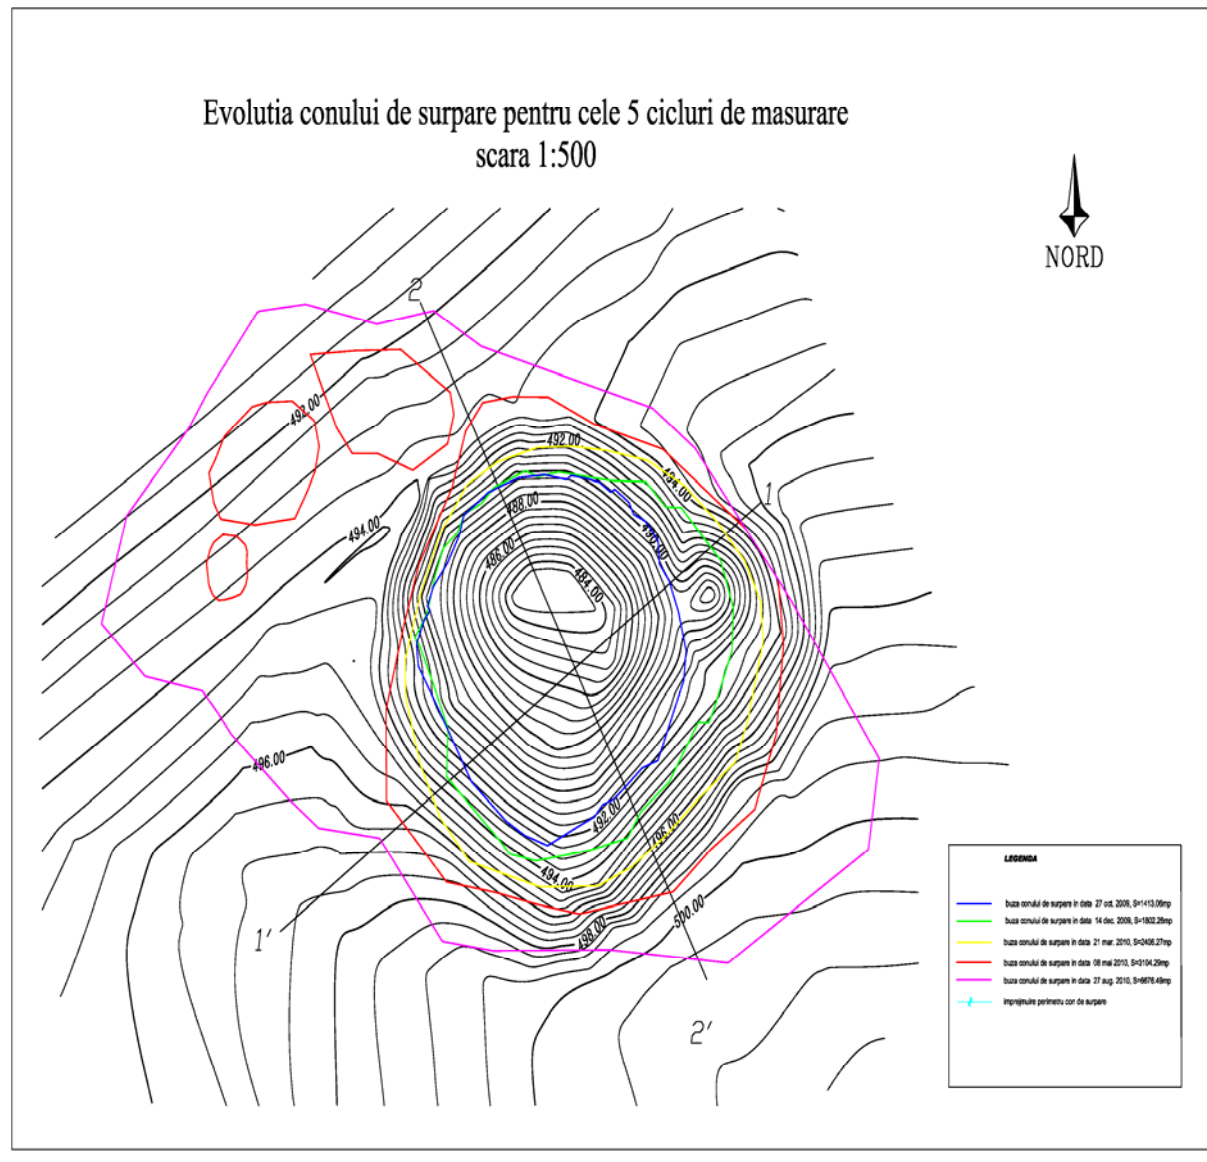 Evolutia conului de surpare pentru cele 5 cicluri de masurare
scara 1:500
NORD
2
492.00
492.00
494.00
1
488.00
494.00
490.00
486.00
484.00
496.00
492.00
496.00
494.00
500.00
498.00
1'
2'
LEGENDA
buza conului de surpare in data 27 oct. 2009, S=1413.06mp
buza conului de surpare in data 14 dec. 2009, S=1802.26mp
buza conului de surpare in data 21 mar. 2010, S=2406.27mp
buza conului de surpare in data 06 mai 2010, S=3104.29mp
buza conului de surpare in data 27 aug. 2010, S=6676.49mp
imprejmuire perimetru con de surpare